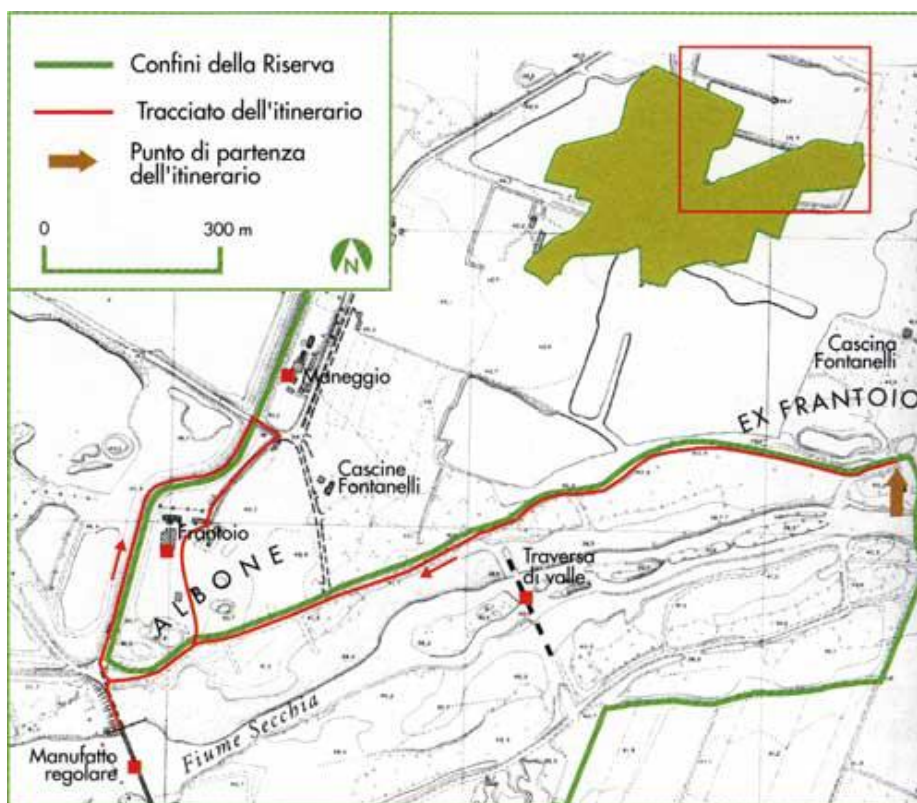 Confini della Riserva
Tracciato dell'itinerario
Punto di partenza
dell'itinerario
0 300 m
N
Cascina
Fontanelli
Maneggio
EX FRANTOIO
Cascine
Fontanelli
Frantoio
ALBONE
Traversa
di valle
Fiume Secchia
Manufatto
regolare